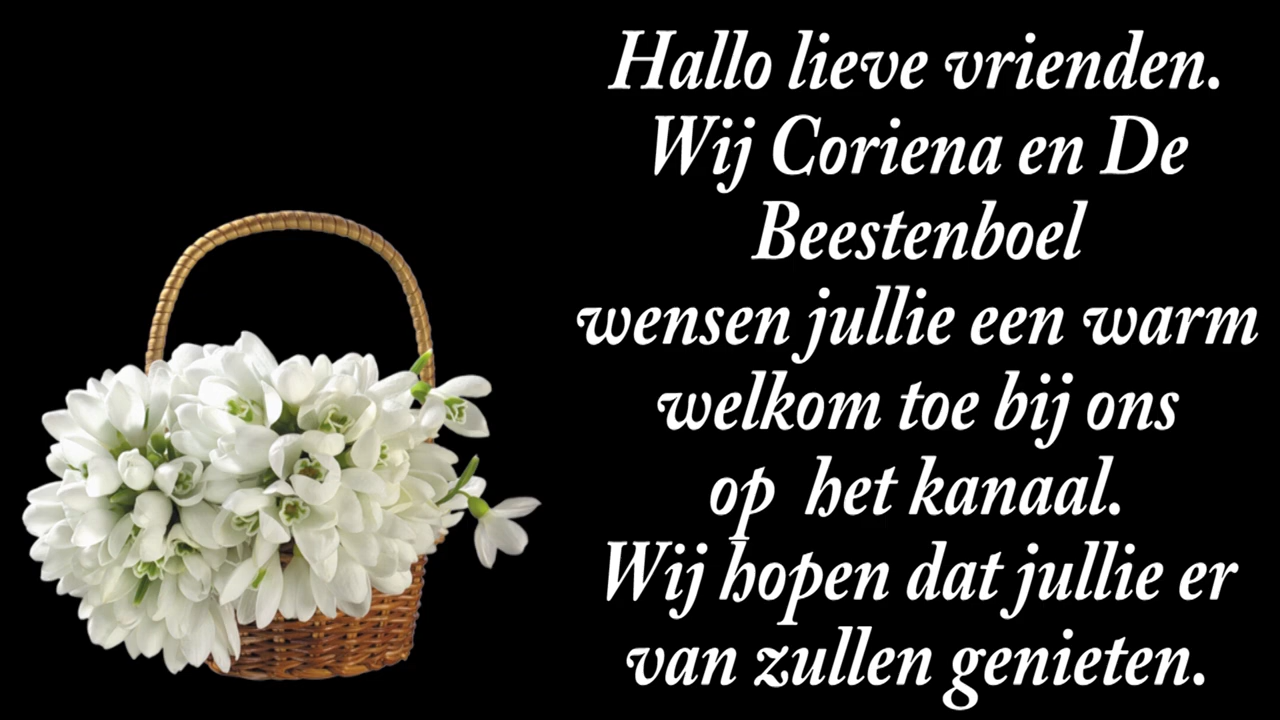 Hallo lieve vrienden.
Wij Coriena en De
Beestenboel
wensen jullie een warm
welkom toe bij ons
op het kanaal.
Wij hopen dat jullie er
van zullen genieten.